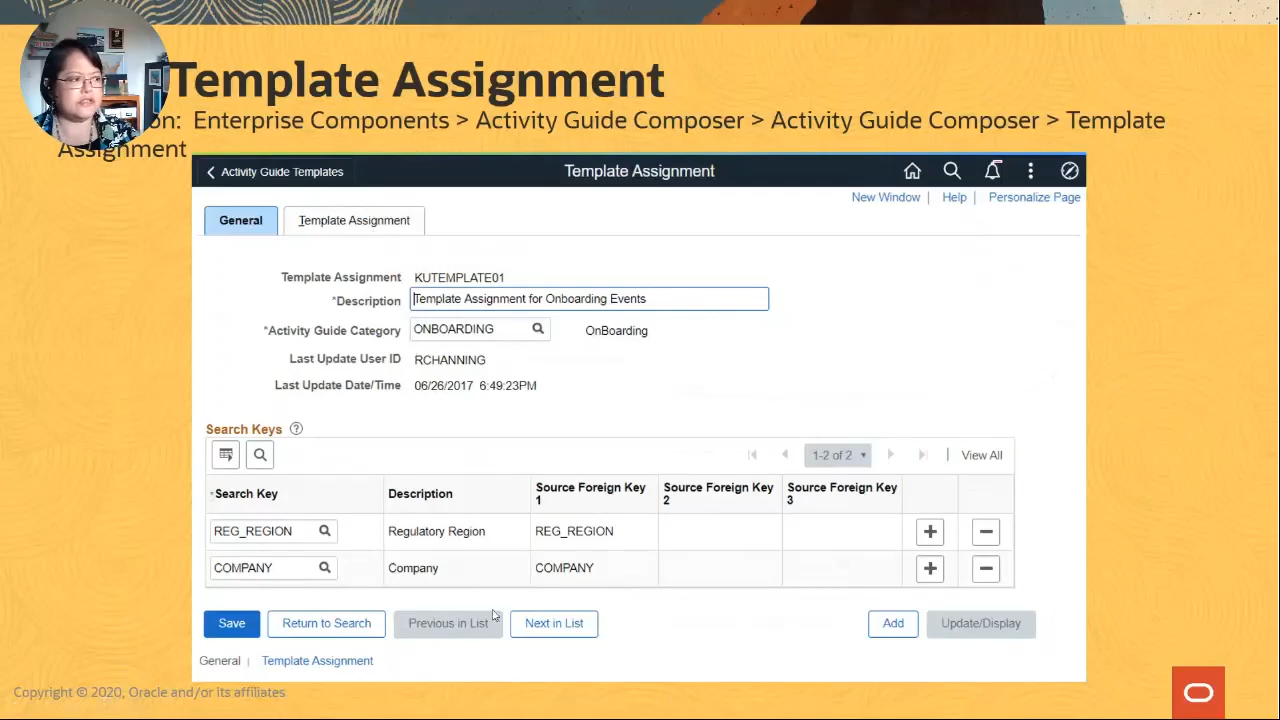 Template Assignment
on: Enterprise Components > Activity Guide Composer > Activity Guide Composer > Template
Assignment
Activity Guide Templates
Template Assignment
New Window | Help | Personalize Page
General
Template Assignment
Template Assignment KUTEMPLATE01
*Description Template Assignment for Onboarding Events
*Activity Guide Category ONBOARDING OnBoarding
Last Update User ID RCHANNING
Last Update Date/Time 06/26/2017 6:49:23PM
Search Keys ?
1-2 of 2 | View All
*Search Key Description Source Foreign Key 1 Source Foreign Key 2 Source Foreign Key 3
REG_REGION Regulatory Region REG_REGION + −
COMPANY Company COMPANY + −
Save Return to Search Previous in List Next in List Add Update/Display
General | Template Assignment
Copyright © 2020, Oracle and/or its affiliates